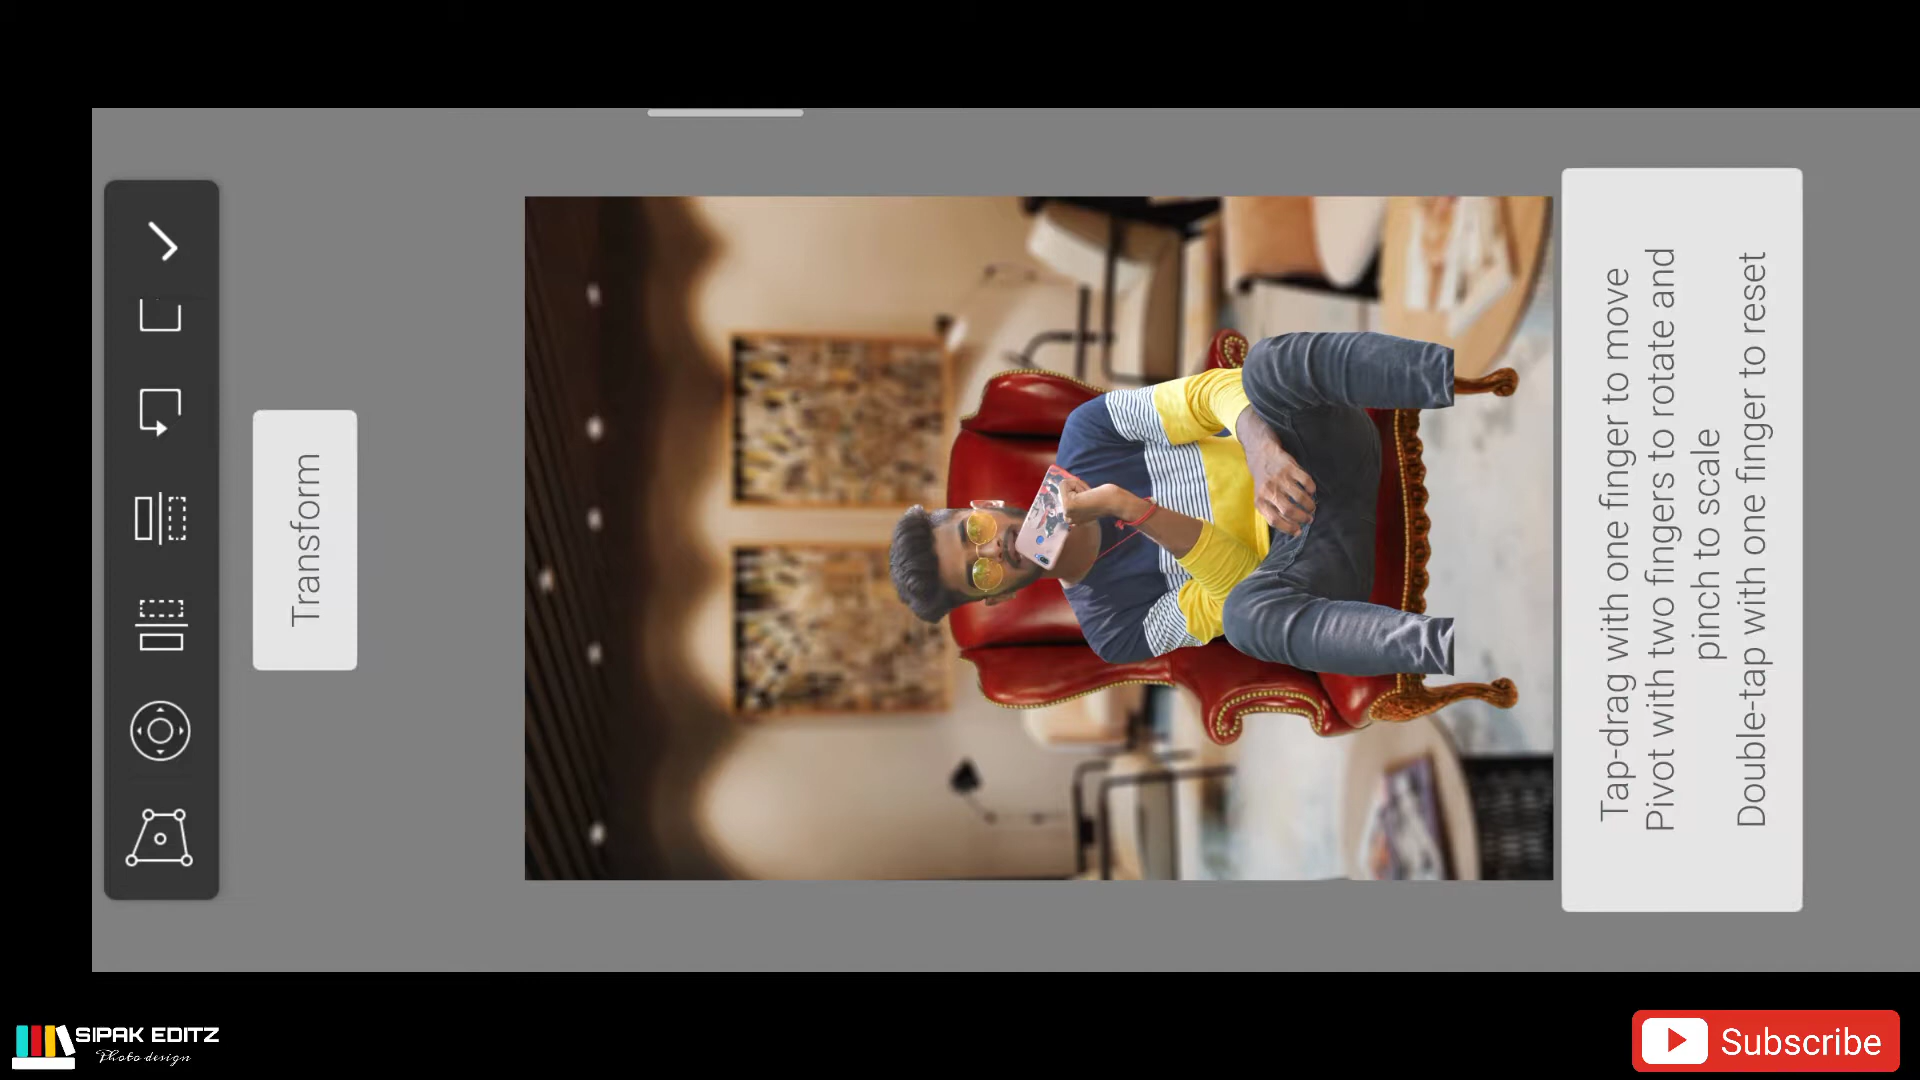 Transform
Tap-drag with one finger to move
Pivot with two fingers to rotate and
pinch to scale
Double-tap with one finger to reset
SIPAK EDITZ
Photo design
Subscribe